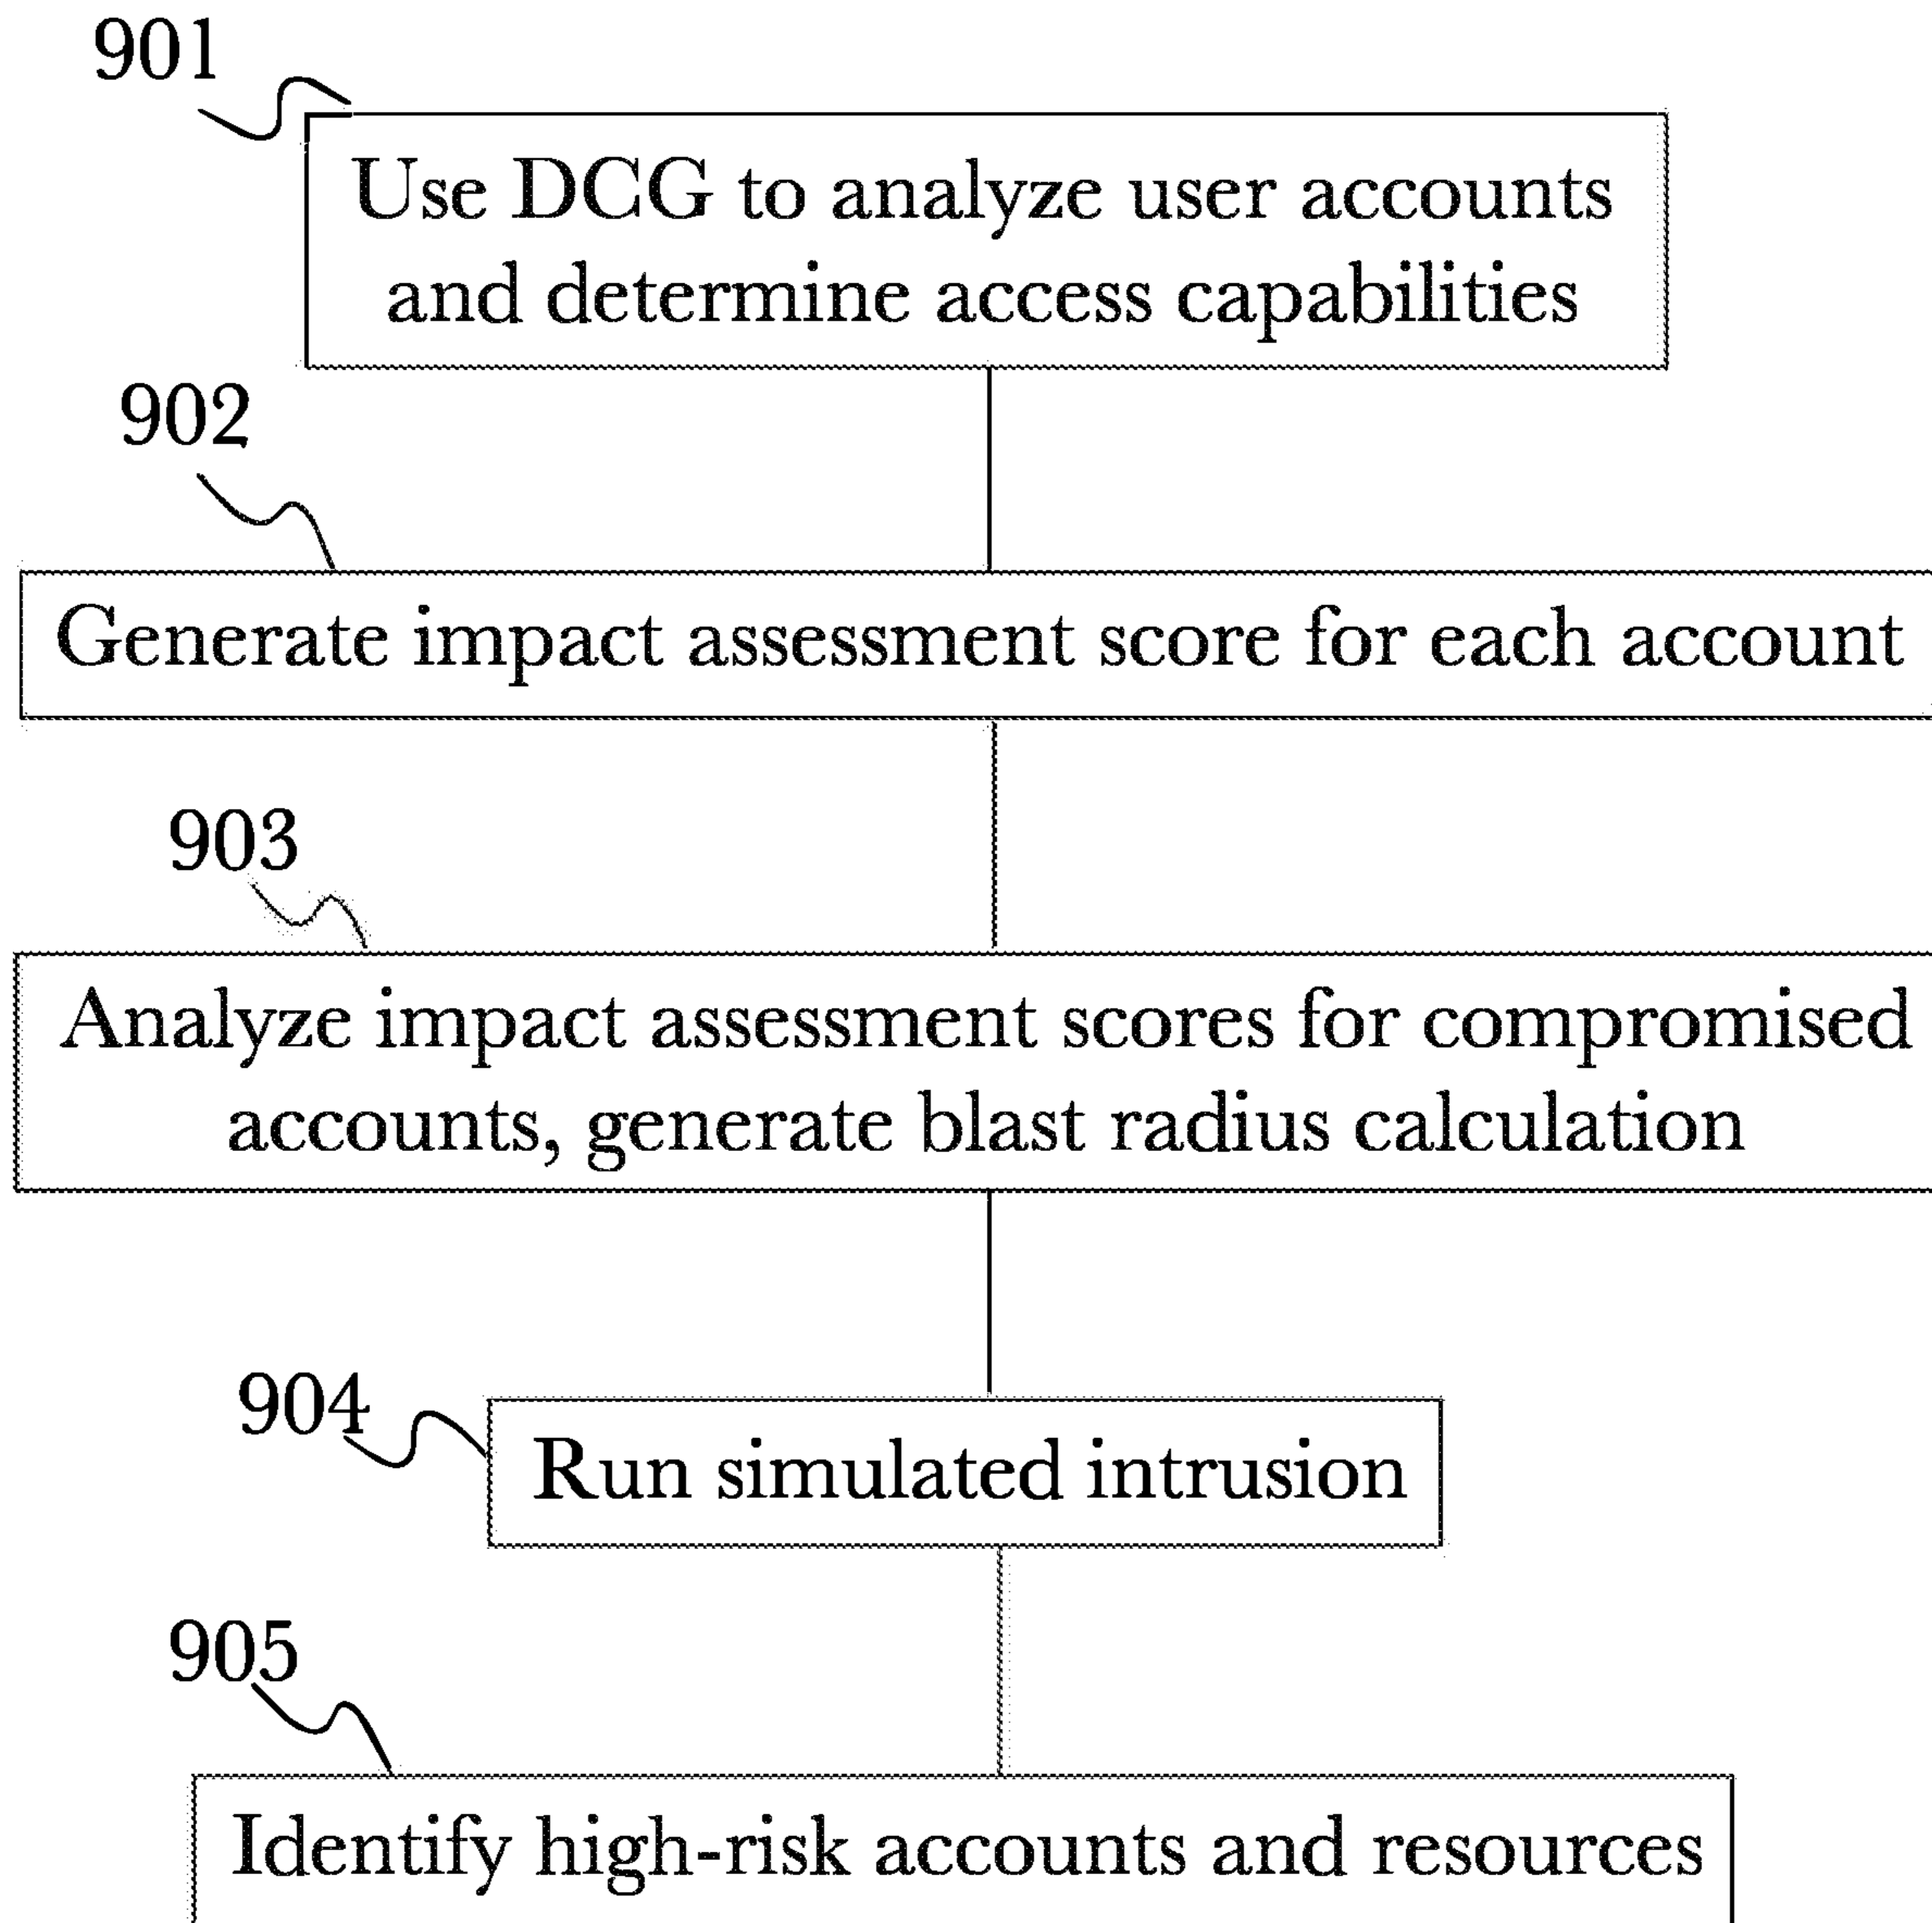 901
Use DCG to analyze user accounts
and determine access capabilities
902
Generate impact assessment score for each account
903
Analyze impact assessment scores for compromised
accounts, generate blast radius calculation
904
Run simulated intrusion
905
Identify high-risk accounts and resources